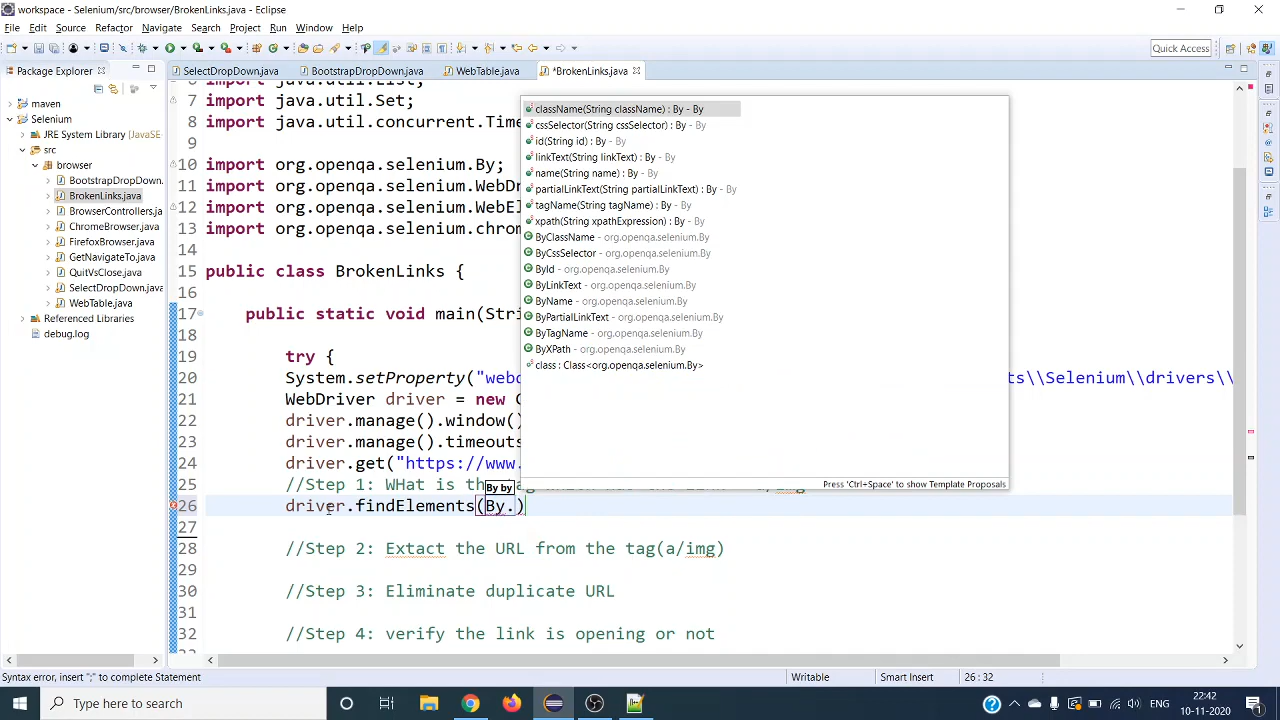 workspace - Selenium/src/browser/BrokenLinks.java - Eclipse
File Edit Source Refactor Navigate Search Project Run Window Help
Quick Access
Package Explorer
SelectDropDown.java BootstrapDropDown.java WebTable.java *BrokenLinks.java
maven
Selenium
JRE System Library [JavaSE
src
browser
BootstrapDropDown.
BrokenLinks.java
BrowserControllers.ja
ChromeBrowser.java
FirefoxBrowser.java
GetNavigateTo.java
QuitVsClose.java
SelectDropDown.java
WebTable.java
Referenced Libraries
debug.log
7 import java.util.Set;
8 import java.util.concurrent.Time
9
10 import org.openqa.selenium.By;
11 import org.openqa.selenium.WebDr
12 import org.openqa.selenium.WebEl
13 import org.openqa.selenium.chrom
14
15 public class BrokenLinks {
16
17 public static void main(Stri
18
19 try {
20 System.setProperty("webd ts\\Selenium\\drivers\\
21 WebDriver driver = new C
22 driver.manage().window()
23 driver.manage().timeouts
24 driver.get("https://www.
25 //Step 1: WHat is th
By by
26 driver.findElements(By.)
27
28 //Step 2: Extact the URL from the tag(a/img)
29
30 //Step 3: Eliminate duplicate URL
31
32 //Step 4: verify the link is opening or not
className(String className) : By - By
cssSelector(String cssSelector) : By - By
id(String id) : By - By
linkText(String linkText) : By - By
name(String name) : By - By
partialLinkText(String partialLinkText) : By - By
tagName(String tagName) : By - By
xpath(String xpathExpression) : By - By
ByClassName - org.openqa.selenium.By
ByCssSelector - org.openqa.selenium.By
ById - org.openqa.selenium.By
ByLinkText - org.openqa.selenium.By
ByName - org.openqa.selenium.By
ByPartialLinkText - org.openqa.selenium.By
ByTagName - org.openqa.selenium.By
ByXPath - org.openqa.selenium.By
class : Class<org.openqa.selenium.By>
Press 'Ctrl+Space' to show Template Proposals
Syntax error, insert ";" to complete Statement
Writable Smart Insert 26 : 32
Type here to search
ENG
22:42
10-11-2020